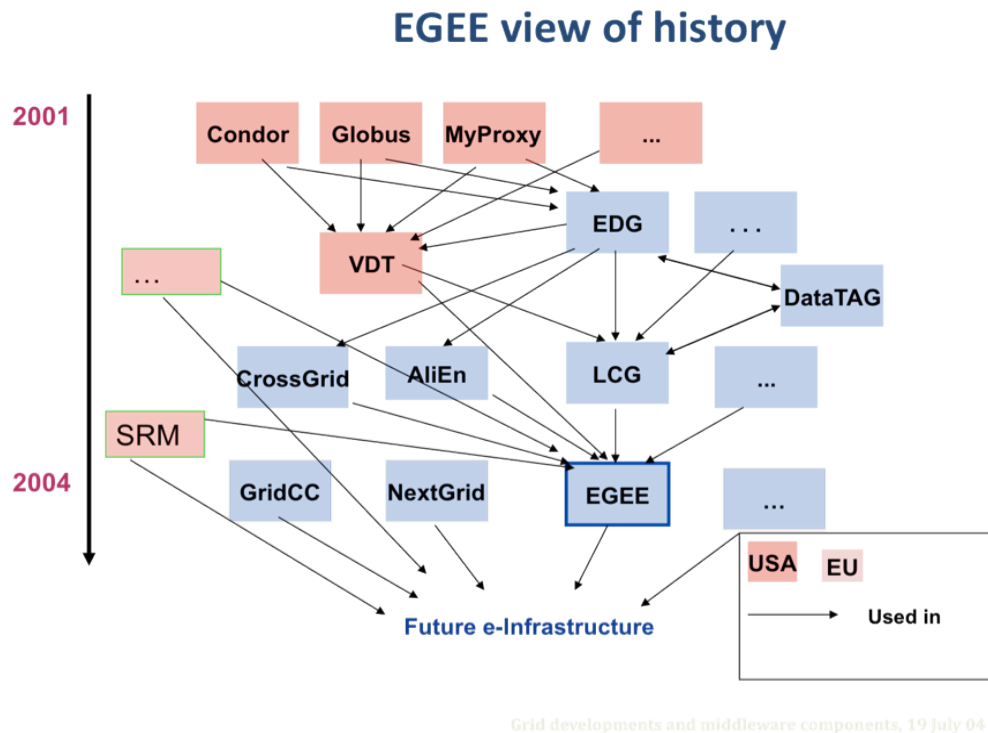 EGEE view of history
2001
Condor
Globus
MyProxy
...
EDG
...
VDT
...
DataTAG
CrossGrid
AliEn
LCG
...
SRM
2004
GridCC
NextGrid
EGEE
...
USA
EU
Used in
Future e-Infrastructure
Grid developments and middleware components, 19 July 04